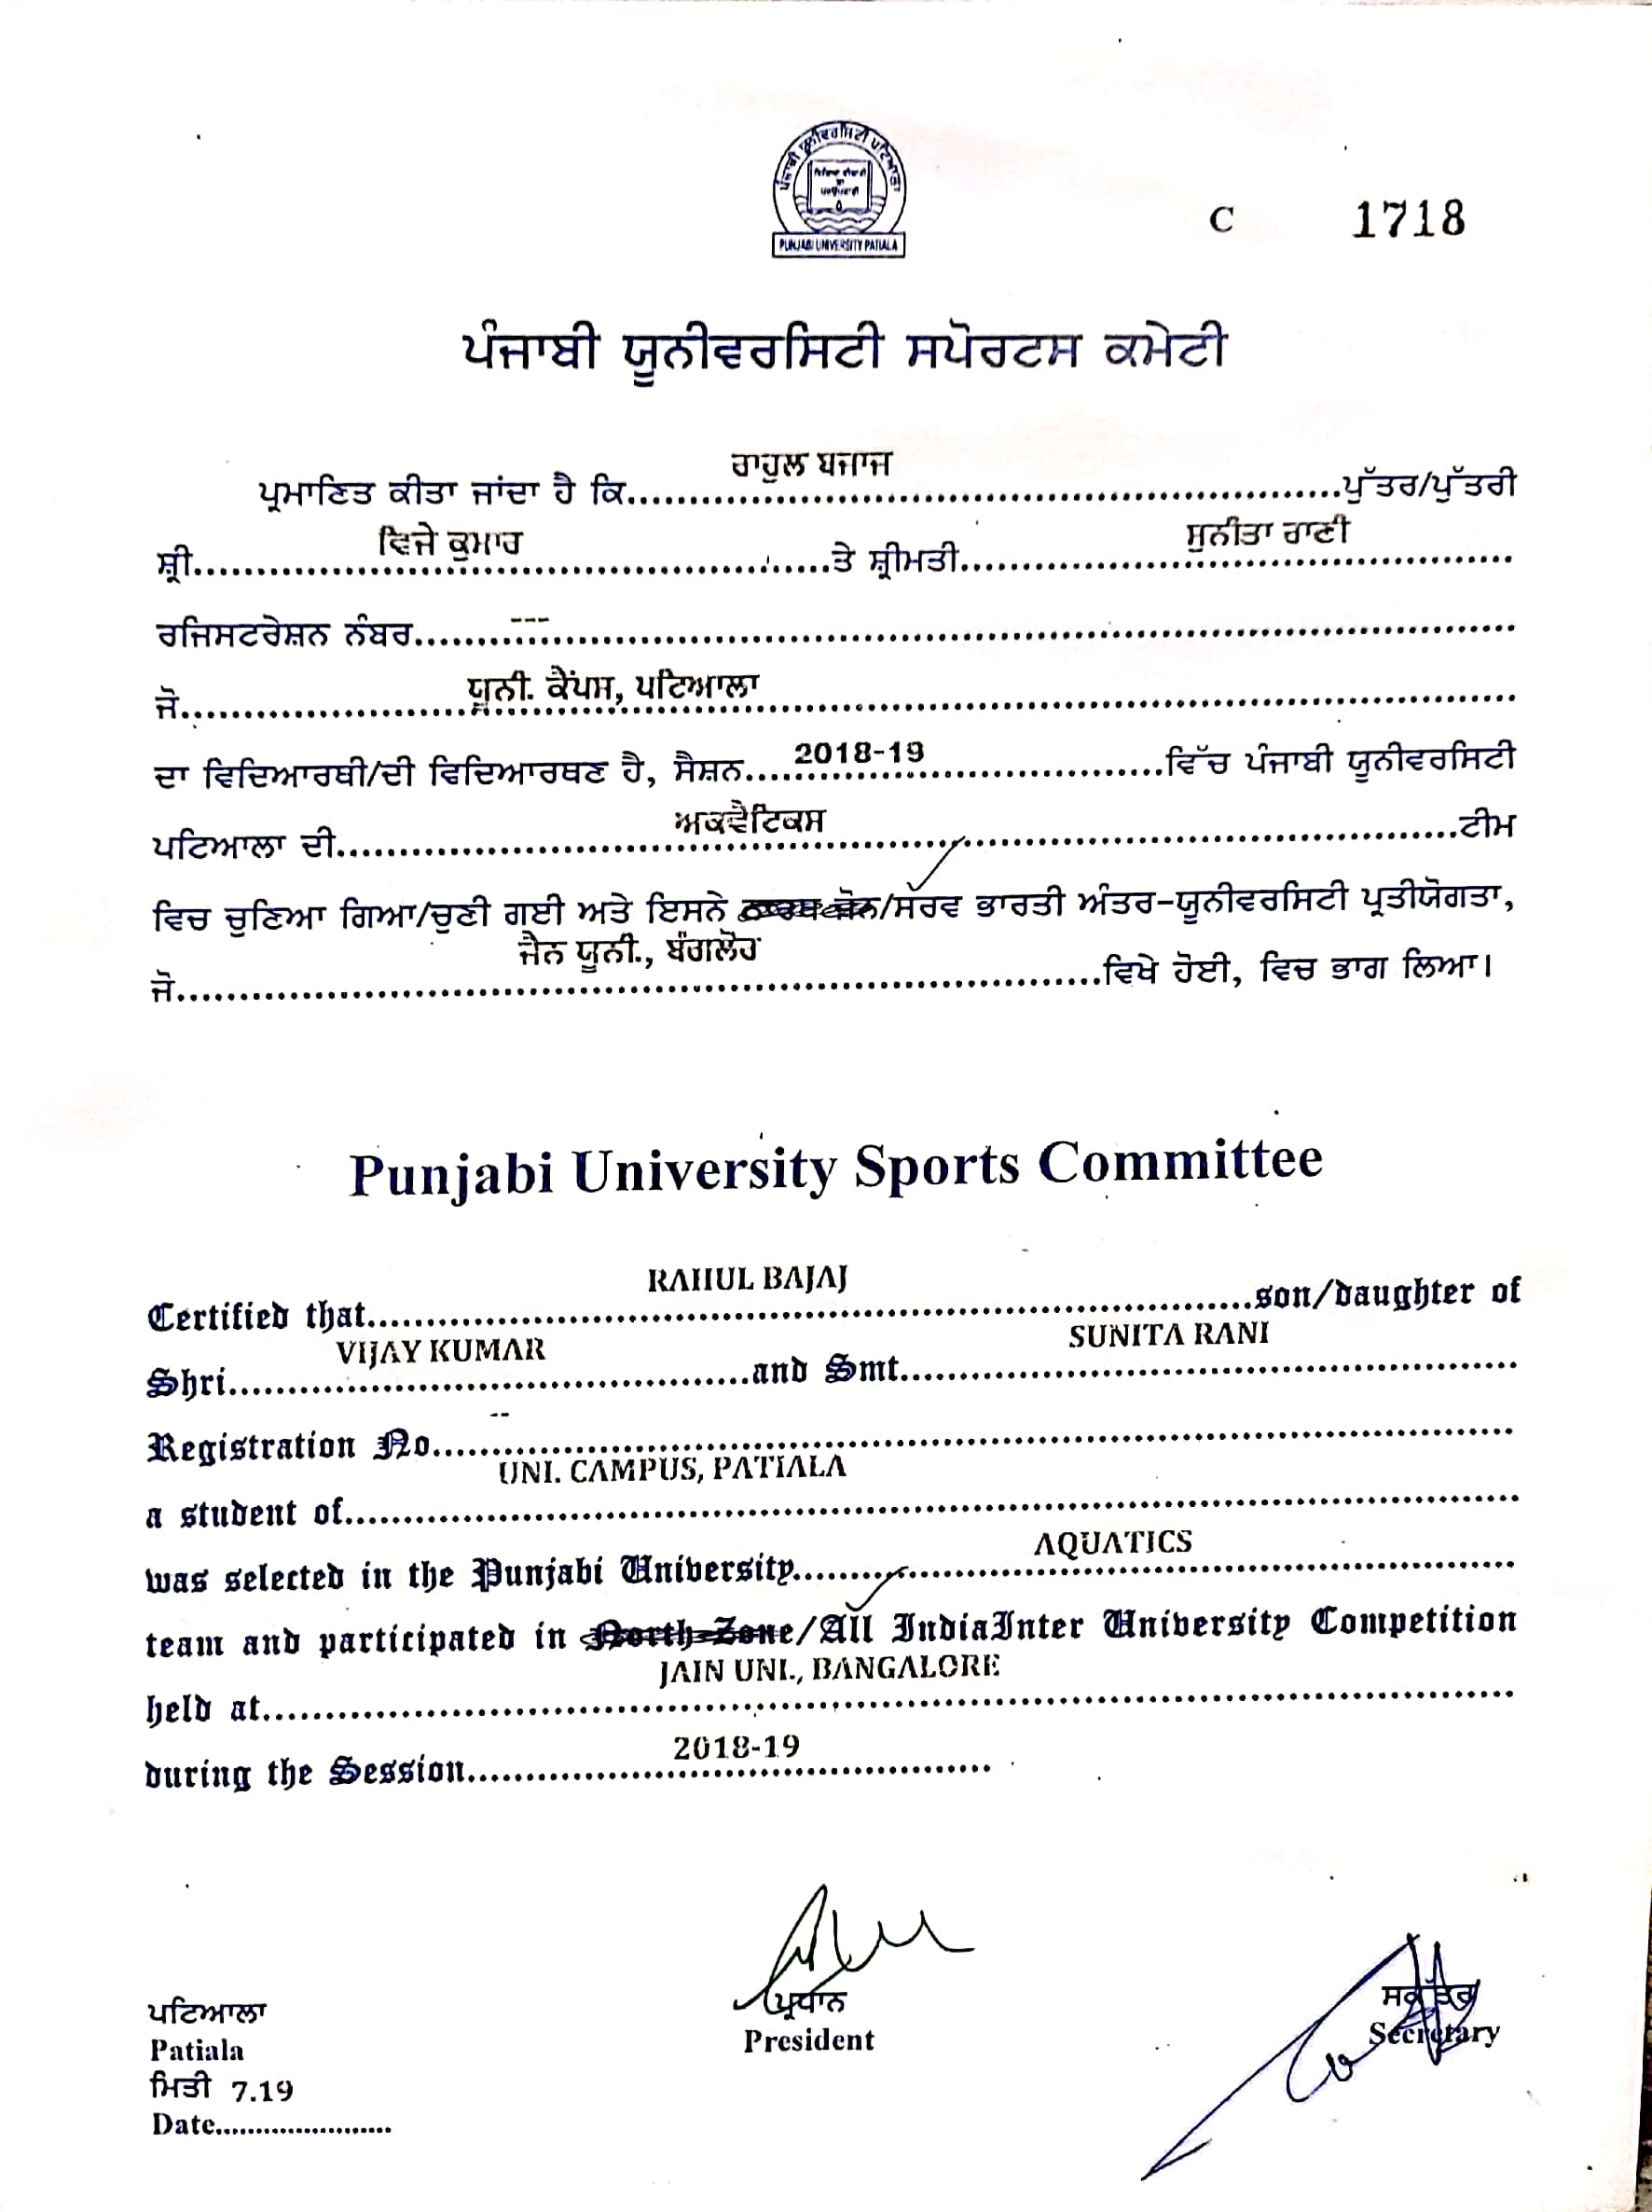 ਪੰਜਾਬੀ ਯੂਨੀਵਰਸਿਟੀ ਪਟਿਆਲਾ
PUNJABI UNIVERSITY PATIALA
C 1718
ਪੰਜਾਬੀ ਯੂਨੀਵਰਸਿਟੀ ਸਪੋਰਟਸ ਕਮੇਟੀ
ਪ੍ਰਮਾਣਿਤ ਕੀਤਾ ਜਾਂਦਾ ਹੈ ਕਿ ਰਾਹੁਲ ਬਜਾਜ ਪੁੱਤਰ/ਪੁੱਤਰੀ
ਸ਼੍ਰੀ ਵਿਜੇ ਕੁਮਾਰ ਤੇ ਸ਼੍ਰੀਮਤੀ ਸੁਨੀਤਾ ਰਾਣੀ
ਰਜਿਸਟਰੇਸ਼ਨ ਨੰਬਰ ---
ਜੋ ਯੂਨੀ. ਕੈਂਪਸ, ਪਟਿਆਲਾ
ਦਾ ਵਿਦਿਆਰਥੀ/ਦੀ ਵਿਦਿਆਰਥਣ ਹੈ, ਸੈਸ਼ਨ 2018-19 ਵਿੱਚ ਪੰਜਾਬੀ ਯੂਨੀਵਰਸਿਟੀ
ਪਟਿਆਲਾ ਦੀ ਅਕਵੈਟਿਕਸ ਟੀਮ
ਵਿਚ ਚੁਣਿਆ ਗਿਆ/ਚੁਣੀ ਗਈ ਅਤੇ ਇਸਨੇ ਨਾਰਥ ਜ਼ੋਨ/ਸਰਵ ਭਾਰਤੀ ਅੰਤਰ-ਯੂਨੀਵਰਸਿਟੀ ਪ੍ਰਤੀਯੋਗਤਾ,
ਜੋ ਜੈਨ ਯੂਨੀ., ਬੰਗਲੌਰ ਵਿਖੇ ਹੋਈ, ਵਿਚ ਭਾਗ ਲਿਆ।
Punjabi University Sports Committee
Certified that RAHUL BAJAJ son/daughter of
Shri VIJAY KUMAR and Smt. SUNITA RANI
Registration No. --
a student of UNI. CAMPUS, PATIALA
was selected in the Punjabi University AQUATICS
team and participated in North Zone/All IndiaInter University Competition
held at JAIN UNI., BANGALORE
during the Session 2018-19
ਪ੍ਰਧਾਨ
President
ਸਕੱਤਰ
Secretary
ਪਟਿਆਲਾ
Patiala
ਮਿਤੀ 7.19
Date